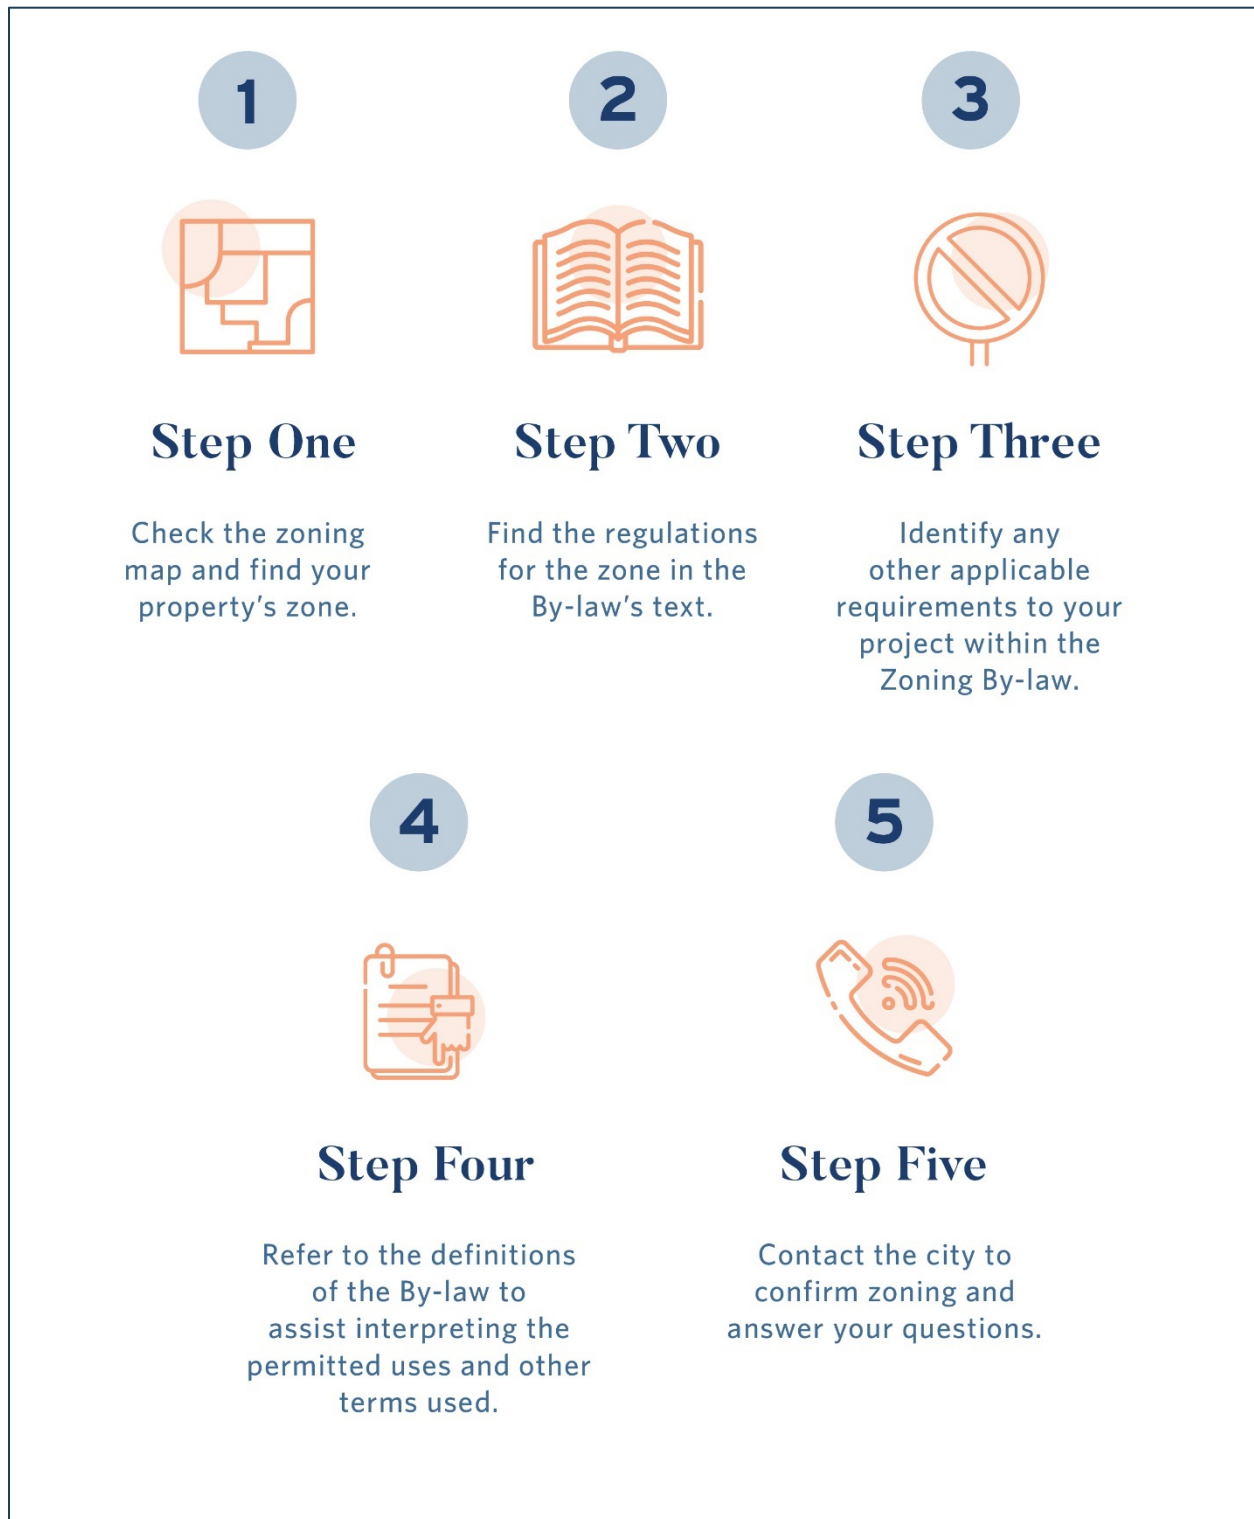 1
2
3
Step One
Step Two
Step Three
Check the zoning
map and find your
property's zone.
Find the regulations
for the zone in the
By-law's text.
Identify any
other applicable
requirements to your
project within the
Zoning By-law.
4
5
Step Four
Step Five
Refer to the definitions
of the By-law to
assist interpreting the
permitted uses and other
terms used.
Contact the city to
confirm zoning and
answer your questions.